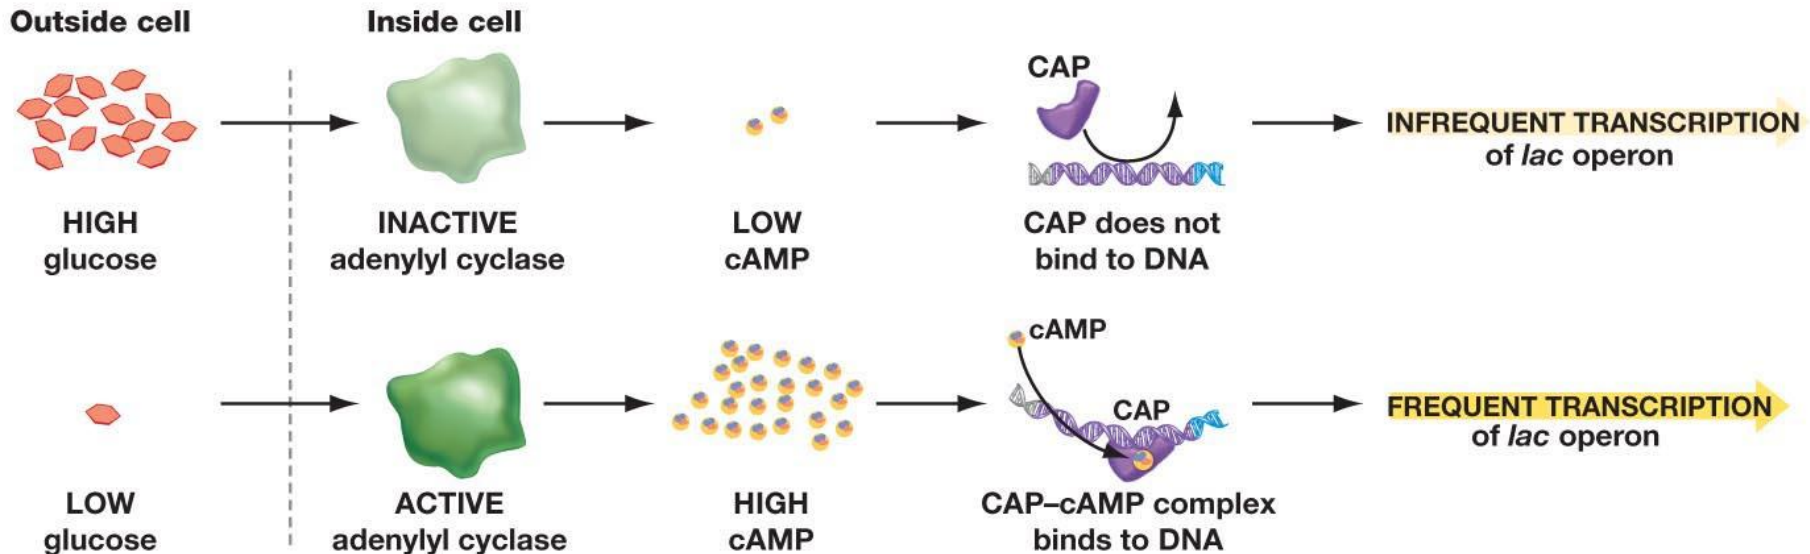 Outside cell
Inside cell
CAP
INFREQUENT TRANSCRIPTION
of lac operon
HIGH
glucose
INACTIVE
adenylyl cyclase
LOW
cAMP
CAP does not
bind to DNA
cAMP
CAP
FREQUENT TRANSCRIPTION
of lac operon
LOW
glucose
ACTIVE
adenylyl cyclase
HIGH
cAMP
CAP–cAMP complex
binds to DNA